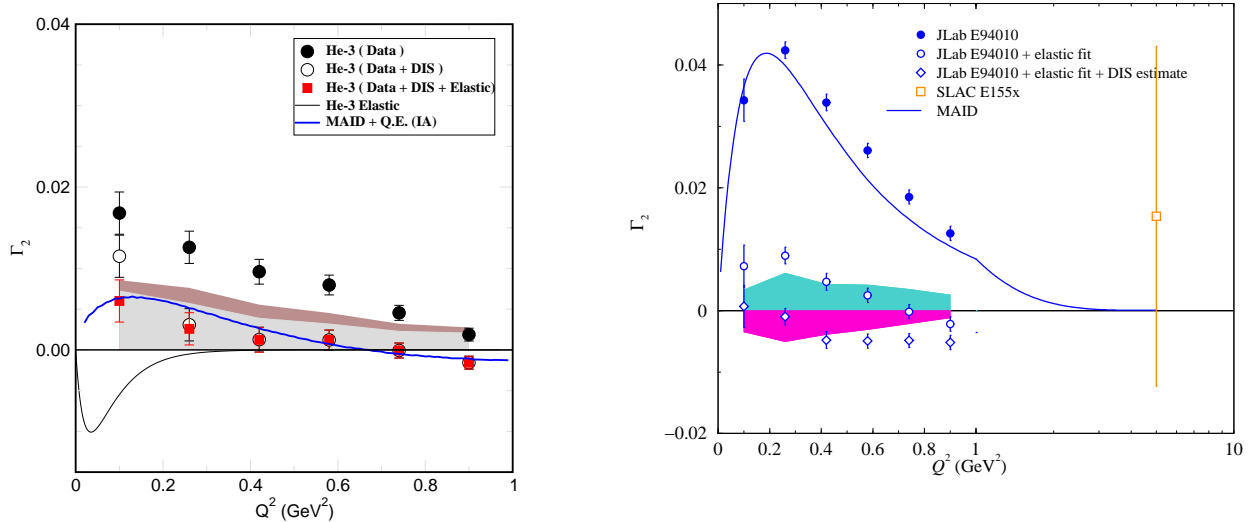 0.04
0.02
0.00
Γ2
He-3 ( Data )
He-3 ( Data + DIS )
He-3 ( Data + DIS + Elastic)
He-3 Elastic
MAID + Q.E. (IA)
0 0.2 0.4 0.6 0.8 1
Q² (GeV²)
0.04
0.02
0
−0.02
Γ2
JLab E94010
JLab E94010 + elastic fit
JLab E94010 + elastic fit + DIS estimate
SLAC E155x
MAID
0 0.2 0.4 0.6 0.8 1 10
Q² (GeV²)